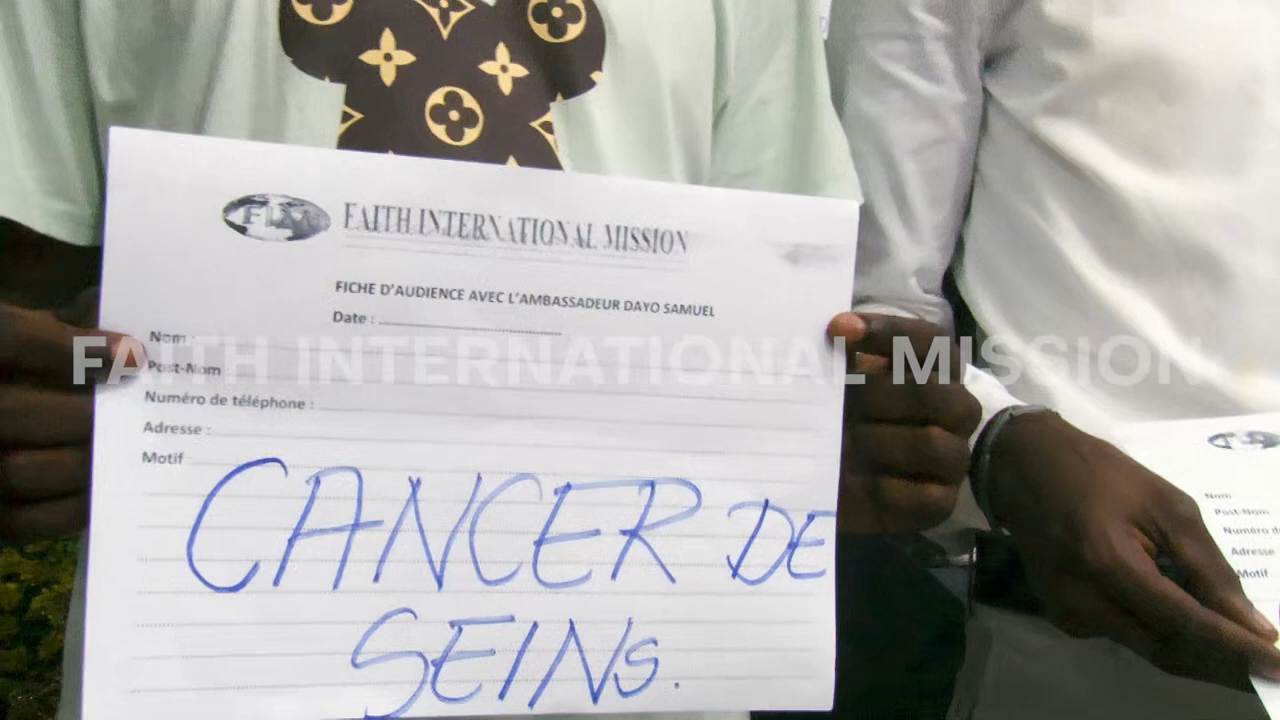 FIM
FAITH INTERNATIONAL MISSION
FICHE D'AUDIENCE AVEC L'AMBASSADEUR DAYO SAMUEL
Date :
Nom :
Post-Nom
Numéro de téléphone :
Adresse :
Motif
CANCER DE
SEINS.
FAITH INTERNATIONAL MISSION
Nom
Post-Nom
Numéro d
Adresse
Motif